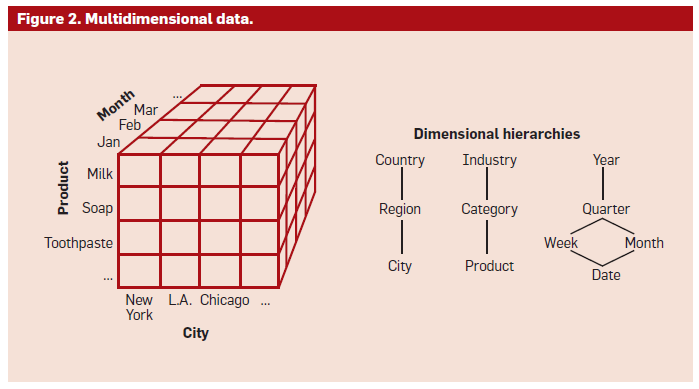 Figure 2. Multidimensional data.
Month
...
Mar
Feb
Jan
Product
Milk
Soap
Toothpaste
...
New York
L.A.
Chicago
...
City
Dimensional hierarchies
Country
Industry
Year
Region
Category
Quarter
Week
Month
City
Product
Date